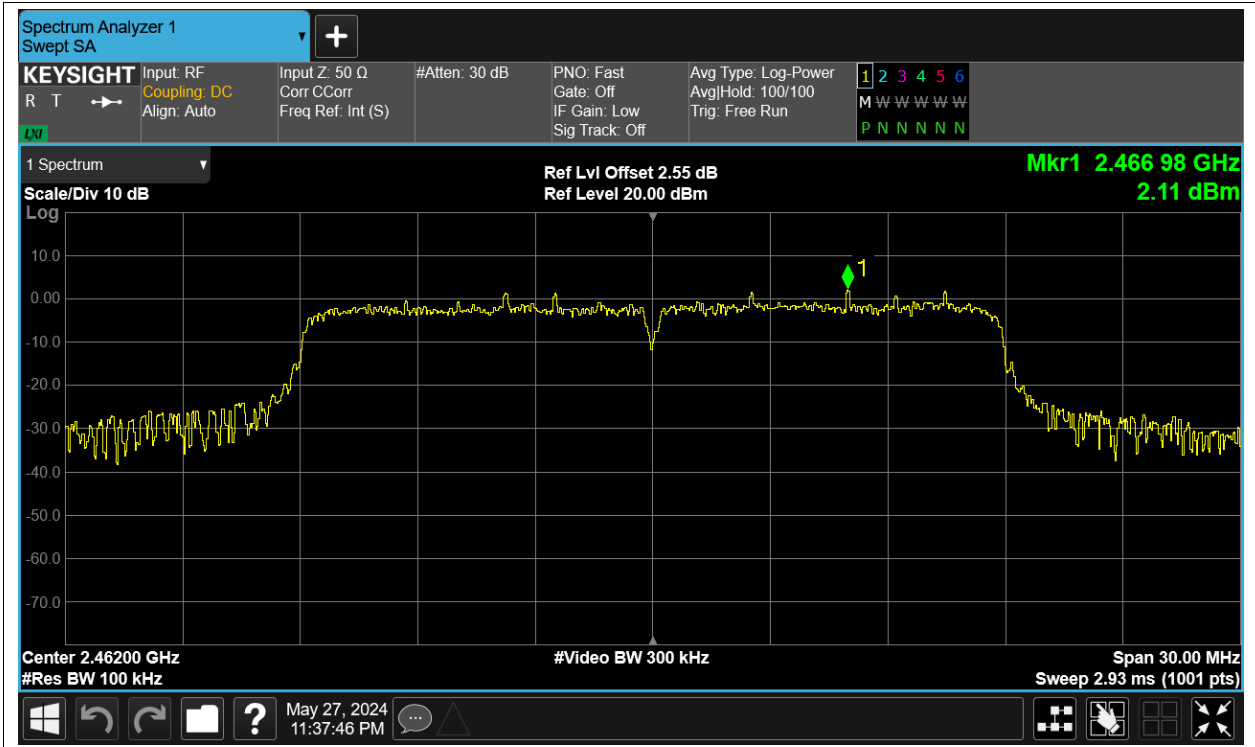 Spectrum Analyzer 1
Swept SA
KEYSIGHT
R T
LXI
Input: RF
Coupling: DC
Align: Auto
Input Z: 50 Ω
Corr CCorr
Freq Ref: Int (S)
#Atten: 30 dB
PNO: Fast
Gate: Off
IF Gain: Low
Sig Track: Off
Avg Type: Log-Power
Avg|Hold: 100/100
Trig: Free Run
1 2 3 4 5 6
M W W W W W
P N N N N N
1 Spectrum
Scale/Div 10 dB
Log
Ref Lvl Offset 2.55 dB
Ref Level 20.00 dBm
Mkr1 2.466 98 GHz
2.11 dBm
1
10.0
0.00
-10.0
-20.0
-30.0
-40.0
-50.0
-60.0
-70.0
Center 2.46200 GHz
#Res BW 100 kHz
#Video BW 300 kHz
Span 30.00 MHz
Sweep 2.93 ms (1001 pts)
?
May 27, 2024
11:37:46 PM